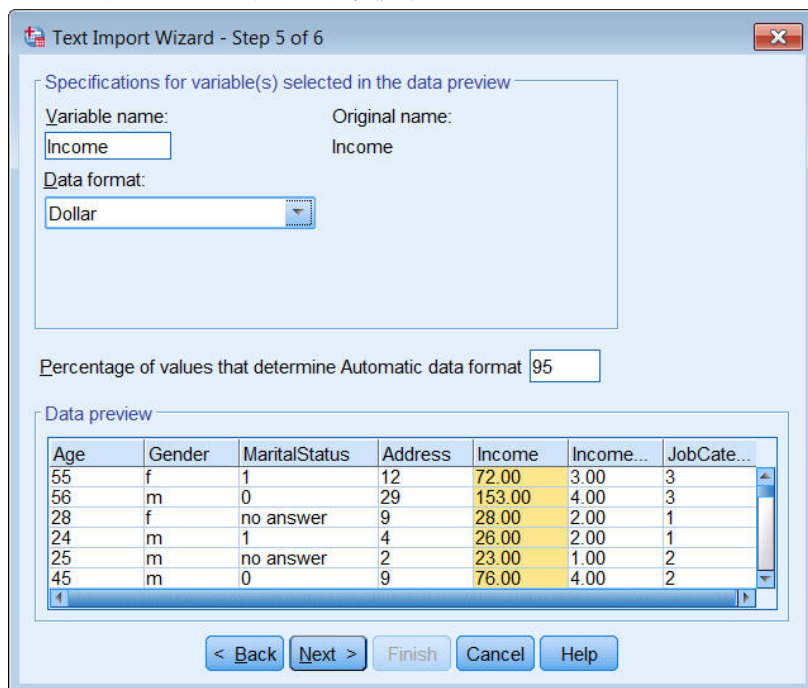 Text Import Wizard - Step 5 of 6
Specifications for variable(s) selected in the data preview
Variable name: Original name:
Income Income
Data format:
Dollar
Percentage of values that determine Automatic data format 95
Data preview
Age Gender MaritalStatus Address Income Income... JobCate...
55 f 1 12 72.00 3.00 3
56 m 0 29 153.00 4.00 3
28 f no answer 9 28.00 2.00 1
24 m 1 4 26.00 2.00 1
25 m no answer 2 23.00 1.00 2
45 m 0 9 76.00 4.00 2
< Back Next > Finish Cancel Help